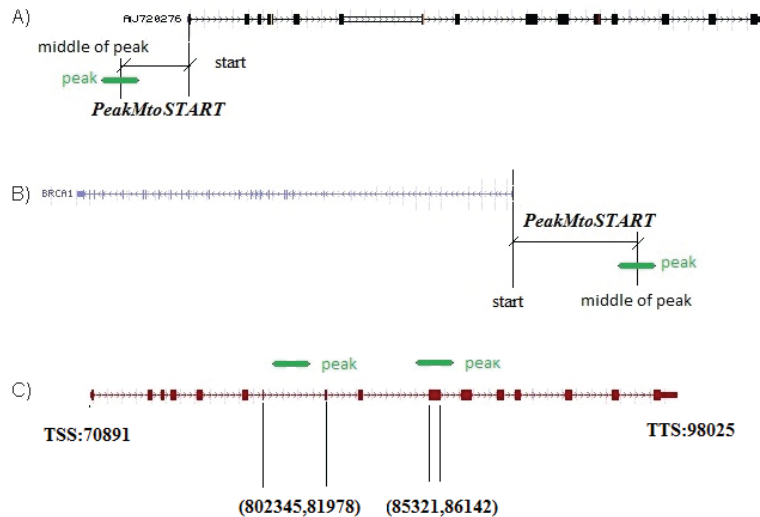 A)
AJ720276
middle of peak
start
peak
PeakMtoSTART
B)
BRCA1
PeakMtoSTART
peak
start
middle of peak
peak
peak
C)
TSS:70891
TTS:98025
(802345,81978)
(85321,86142)